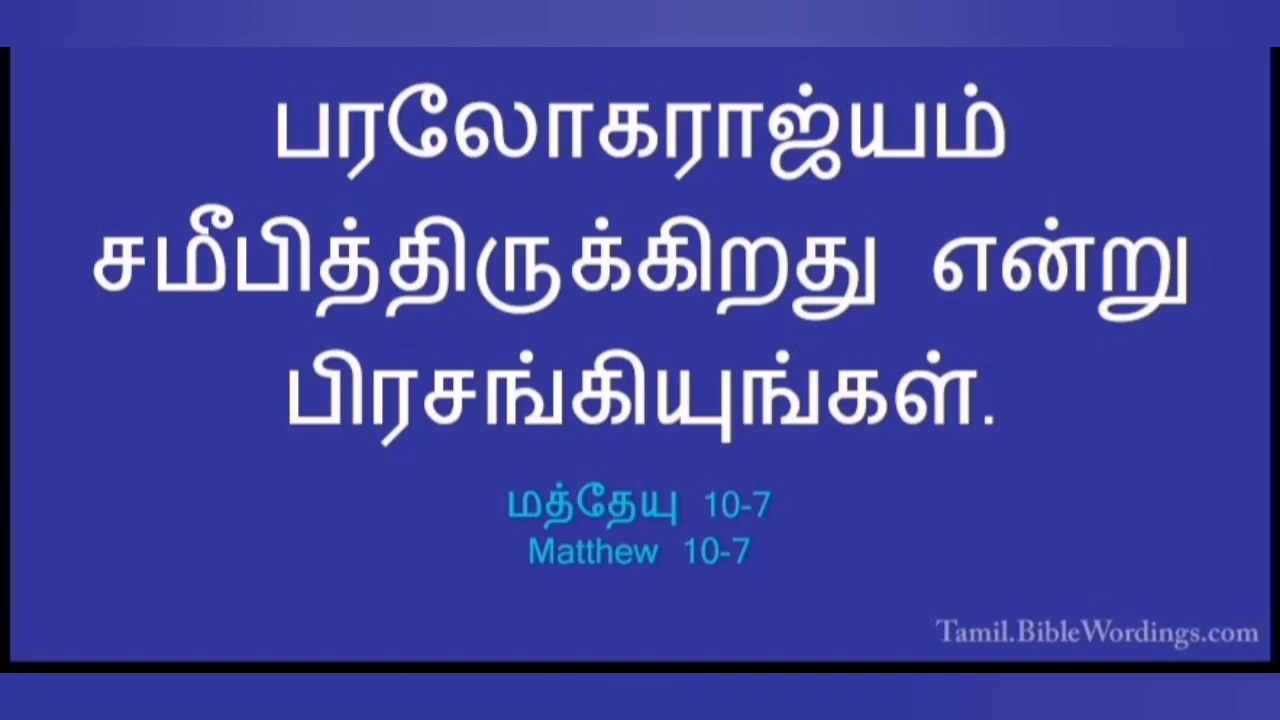 பரலோகராஜ்யம்
சமீபித்திருக்கிறது என்று
பிரசங்கியுங்கள்.
மத்தேயு 10-7
Matthew 10-7
Tamil.BibleWordings.com